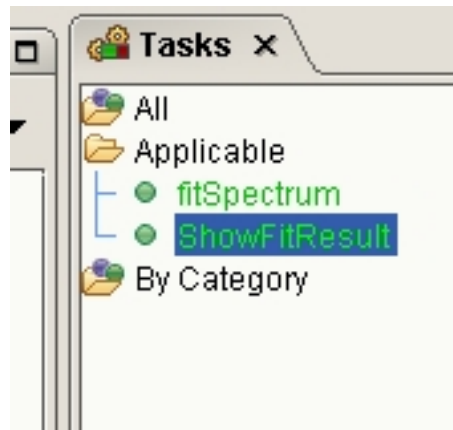 Tasks
All
Applicable
fitSpectrum
ShowFitResult
By Category